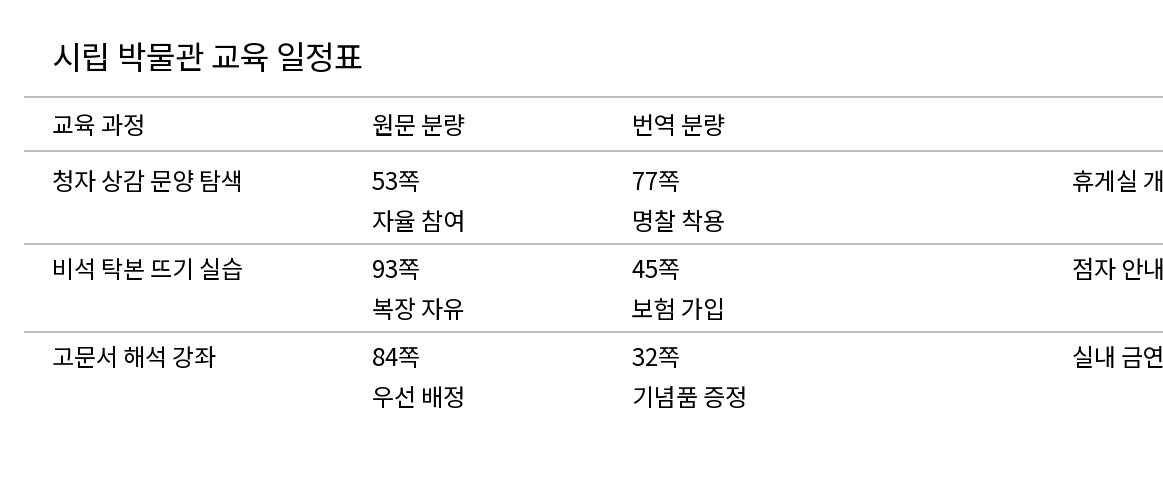 시립 박물관 교육 일정표
교육 과정 원문 분량 번역 분량
청자 상감 문양 탐색 53쪽 77쪽 휴게실
자율 참여 명찰 착용
비석 탁본 뜨기 실습 93쪽 45쪽 점자 안내
복장 자유 보험 가입
고문서 해석 강좌 84쪽 32쪽 실내 금연
우선 배정 기념품 증정